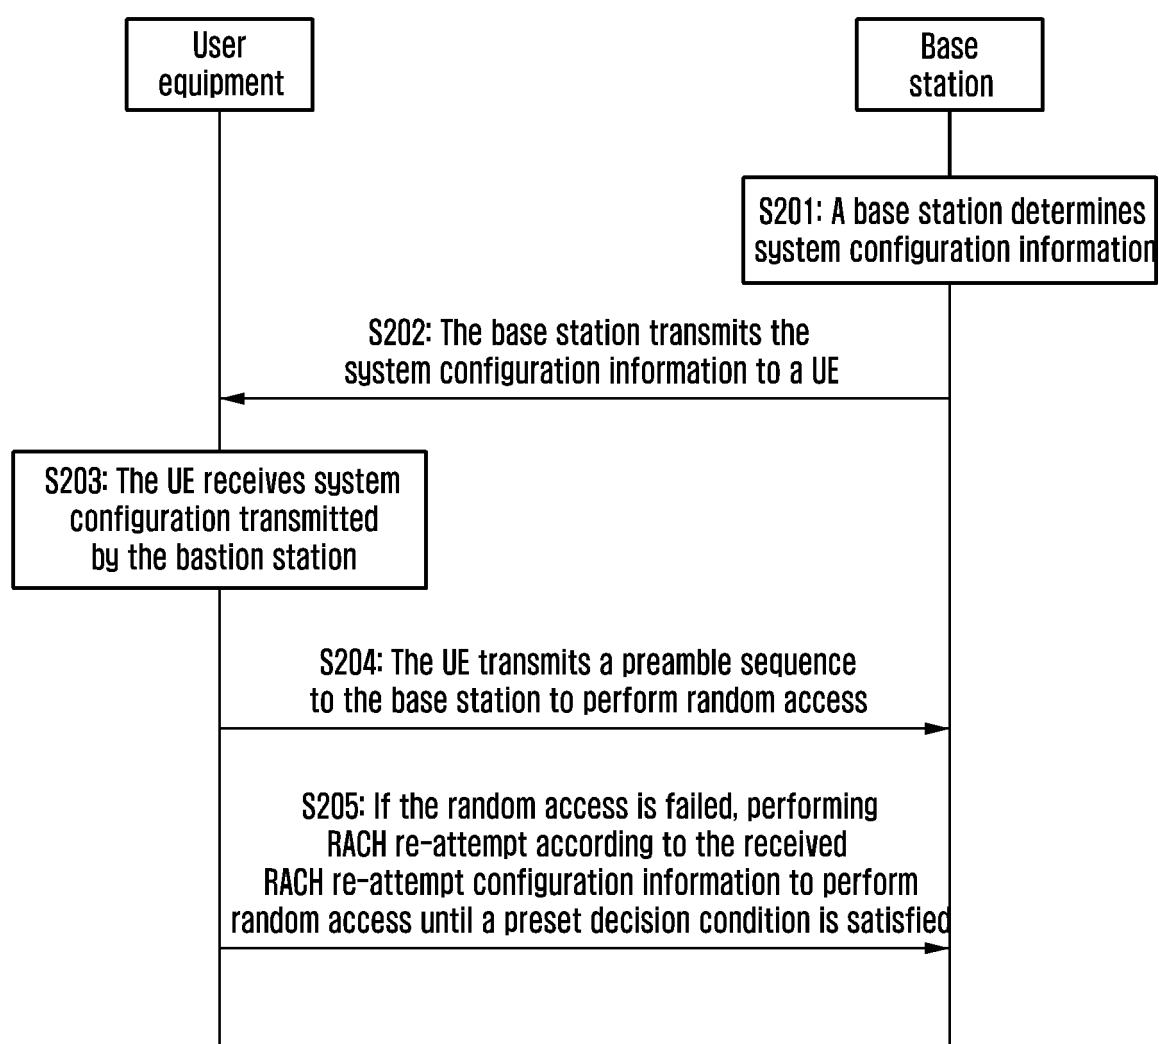 User
equipment
Base
station
S201: A base station determines
system configuration information
S202: The base station transmits the
system configuration information to a UE
S203: The UE receives system
configuration transmitted
by the bastion station
S204: The UE transmits a preamble sequence
to the base station to perform random access
S205: If the random access is failed, performing
RACH re-attempt according to the received
RACH re-attempt configuration information to perform
random access until a preset decision condition is satisfied